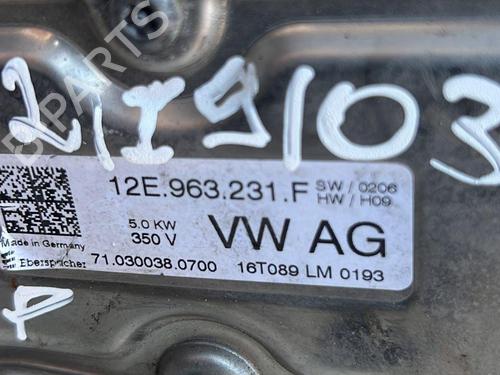 219103
12E.963.231.F SW / 0206
HW / H09
5.0 KW
350 V
VW AG
Made in Germany
Eberspächer
71.030038.0700
16T089 LM 0193